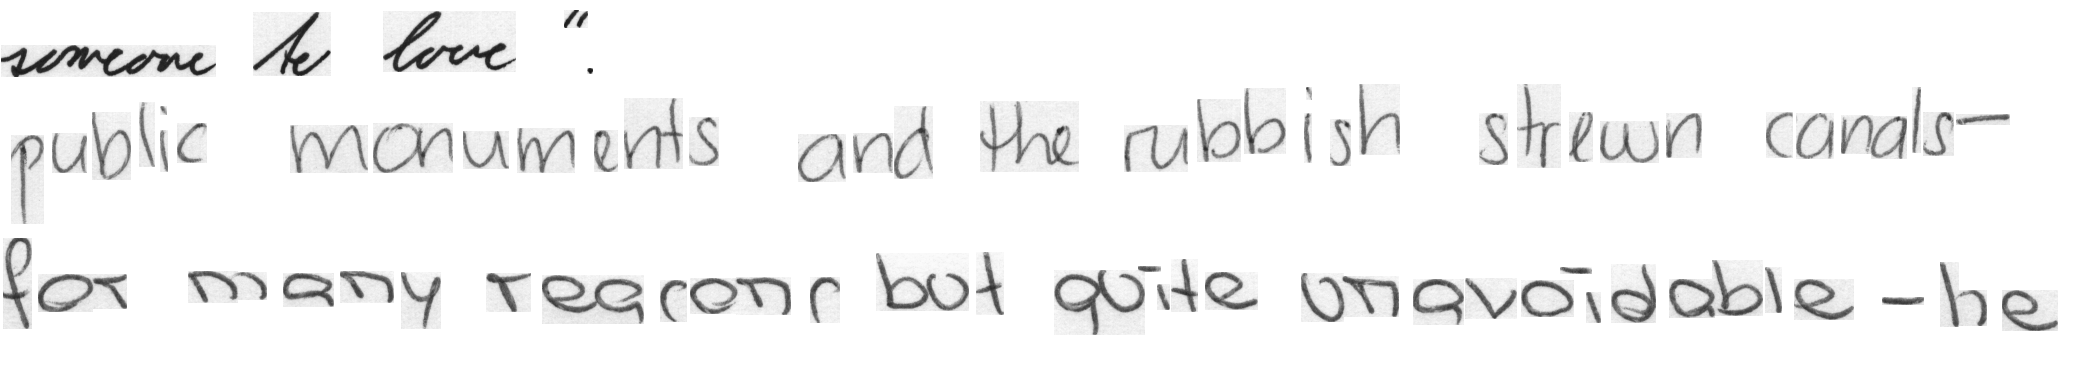 someone to love".
public monuments and the rubbish strewn canals-
for many reasons but quite unavoidable - he